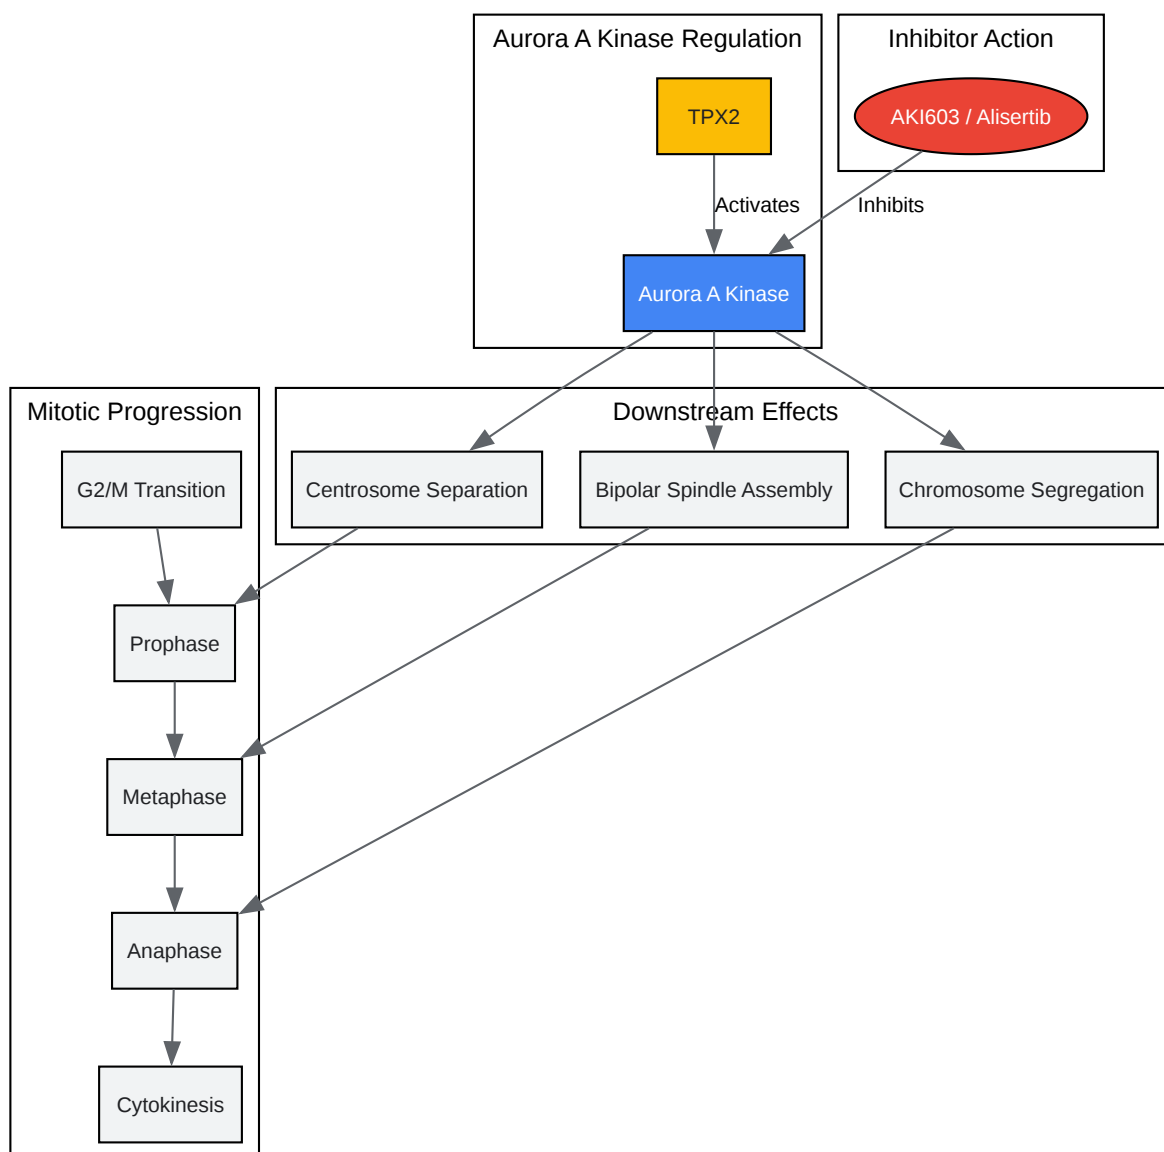 Aurora A Kinase Regulation
Inhibitor Action
TPX2
AKI603 / Alisertib
Activates
Inhibits
Aurora A Kinase
Mitotic Progression
Downstream Effects
G2/M Transition
Centrosome Separation
Bipolar Spindle Assembly
Chromosome Segregation
Prophase
Metaphase
Anaphase
Cytokinesis